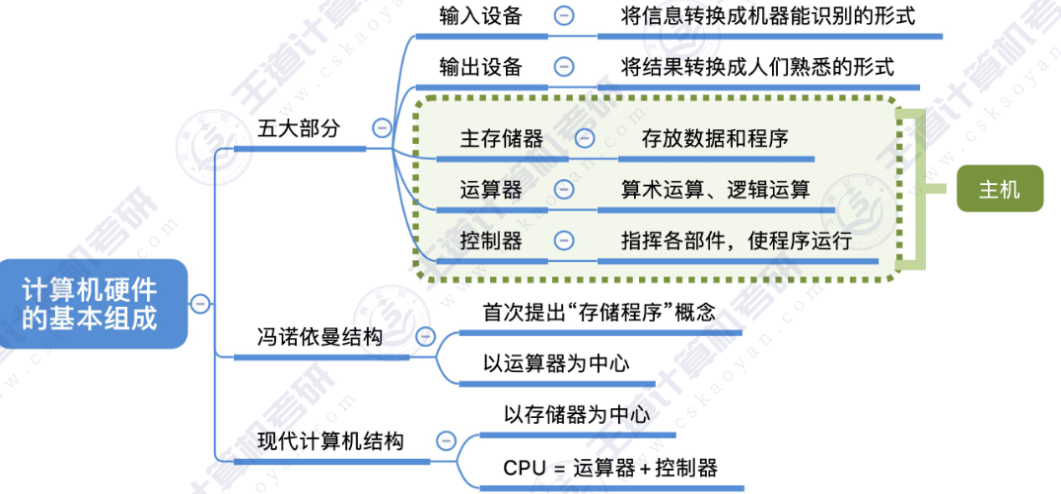 输入设备
将信息转换成机器能识别的形式
输出设备
将结果转换成人们熟悉的形式
五大部分
主存储器
存放数据和程序
运算器
算术运算、逻辑运算
主机
控制器
指挥各部件，使程序运行
计算机硬件
的基本组成
冯诺依曼结构
首次提出“存储程序”概念
以运算器为中心
现代计算机结构
以存储器为中心
CPU = 运算器+控制器
王道计算机考研
www.cskaoyan.com